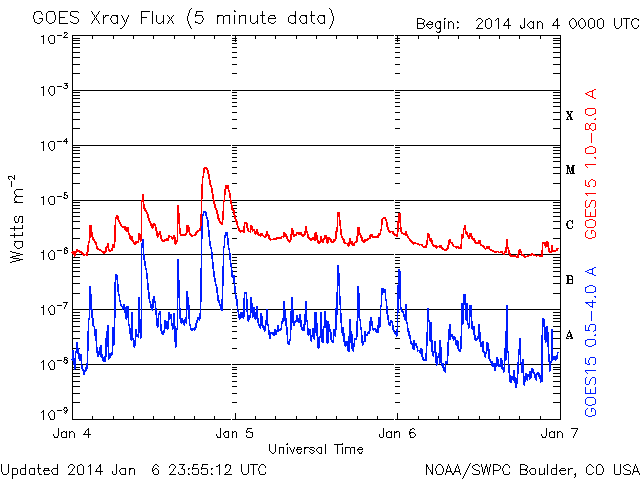 GOES Xray Flux (5 minute data)
Begin: 2014 Jan 4 0000 UTC
10-2
10-3
10-4
10-5
10-6
10-7
10-8
10-9
Watts m-2
X
M
C
B
A
GOES15 1.0-8.0 A
GOES15 0.5-4.0 A
Jan 4
Jan 5
Jan 6
Jan 7
Universal Time
Updated 2014 Jan 6 23:55:12 UTC
NOAA/SWPC Boulder, CO USA